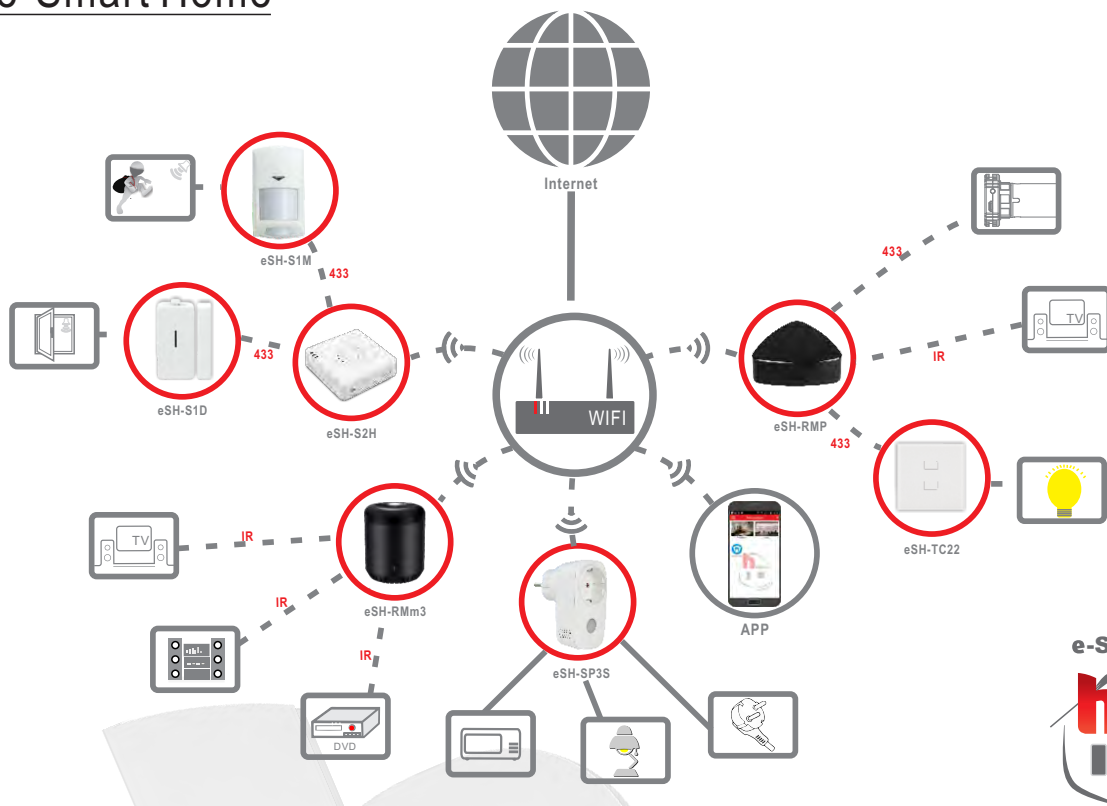 Smart Home
Internet
eSH-S1M
433
433
eSH-S1D
eSH-S2H
WIFI
433
TV
IR
eSH-RMP
433
eSH-TC22
TV
IR
eSH-RMm3
IR
IR
DVD
eSH-SP3S
APP
e-S